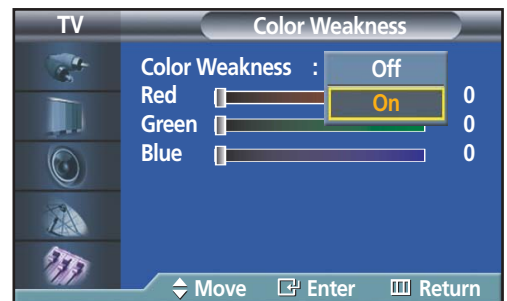 TV Color Weakness
Color Weakness : Off
On
Red 0
Green 0
Blue 0
Move Enter Return